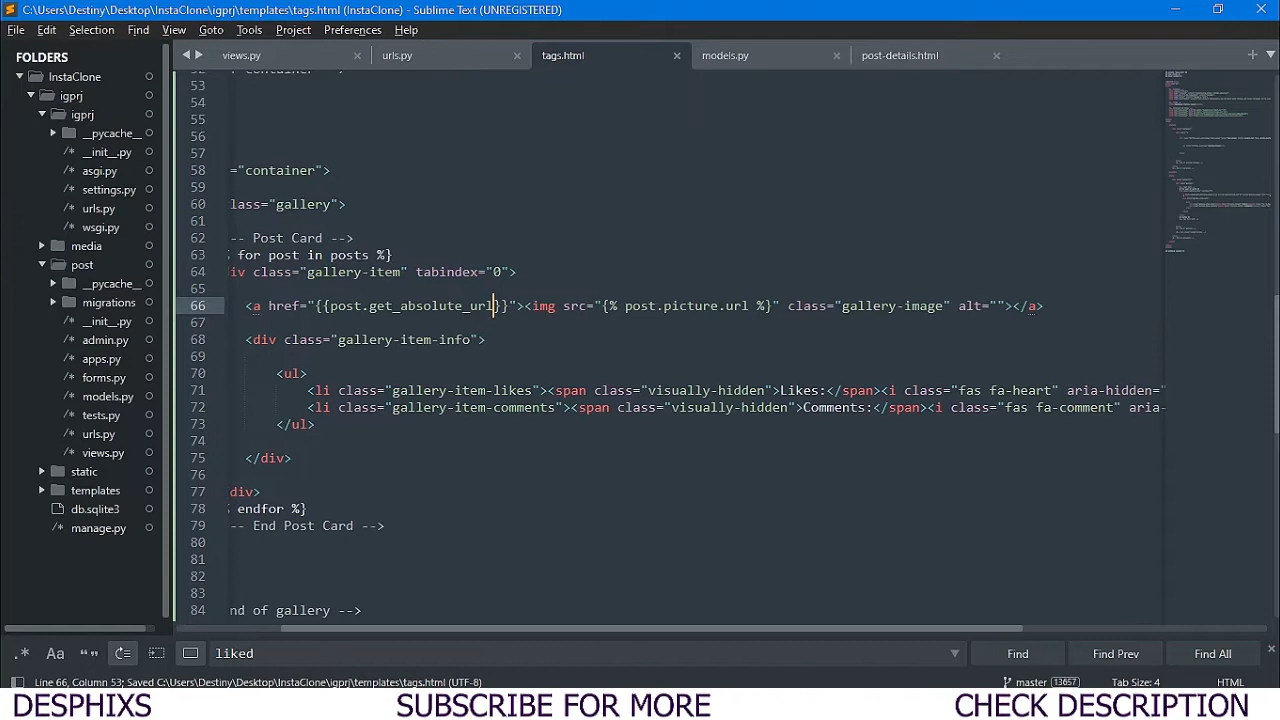 C:\Users\Destiny\Desktop\InstaClone\igprj\templates\tags.html (InstaClone) - Sublime Text (UNREGISTERED)
File Edit Selection Find View Goto Tools Project Preferences Help
FOLDERS
InstaClone
igprj
igprj
__pycache__
/* __init__.py
/* asgi.py
/* settings.py
/* urls.py
/* wsgi.py
media
post
__pycache__
migrations
/* __init__.py
/* admin.py
/* apps.py
/* forms.py
/* models.py
/* tests.py
/* urls.py
/* views.py
static
templates
db.sqlite3
/* manage.py
views.py urls.py tags.html models.py post-details.html
53
54
55
56
57
58 ="container">
59
60 lass="gallery">
61
62 -- Post Card -->
63 for post in posts %}
64 iv class="gallery-item" tabindex="0">
65
66 <a href="{{post.get_absolute_url}}"><img src="{% post.picture.url %}" class="gallery-image" alt=""></a>
67
68 <div class="gallery-item-info">
69
70 <ul>
71 <li class="gallery-item-likes"><span class="visually-hidden">Likes:</span><i class="fas fa-heart" aria-hidden="
72 <li class="gallery-item-comments"><span class="visually-hidden">Comments:</span><i class="fas fa-comment" aria-
73 </ul>
74
75 </div>
76
77 div>
78 endfor %}
79 -- End Post Card -->
80
81
82
83
84 nd of gallery -->
.* Aa “ ” liked Find Find Prev Find All
Line 66, Column 53; Saved C:\Users\Destiny\Desktop\InstaClone\igprj\templates\tags.html (UTF-8) master 13657 Tab Size: 4 HTML
DESPHIXS SUBSCRIBE FOR MORE CHECK DESCRIPTION